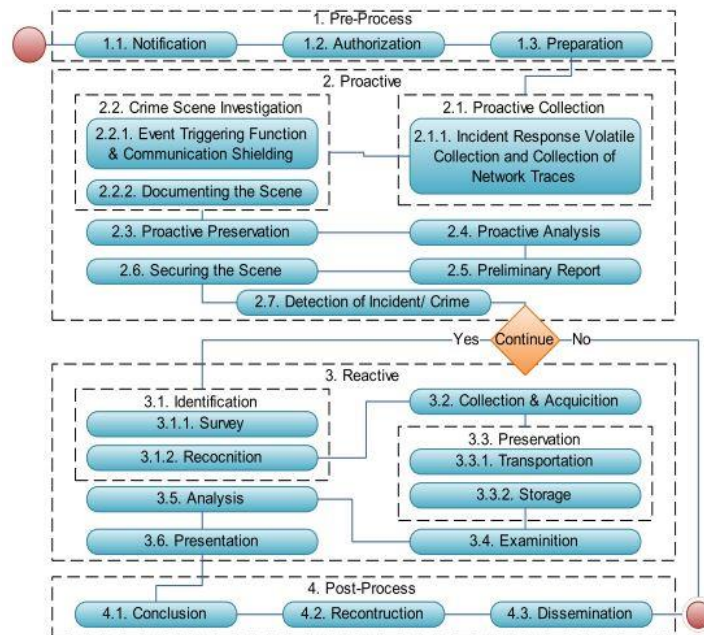 1. Pre-Process
1.1. Notification
1.2. Authorization
1.3. Preparation
2. Proactive
2.2. Crime Scene Investigation
2.2.1. Event Triggering Function
& Communication Shielding
2.2.2. Documenting the Scene
2.1. Proactive Collection
2.1.1. Incident Response Volatile
Collection and Collection of
Network Traces
2.3. Proactive Preservation
2.4. Proactive Analysis
2.6. Securing the Scene
2.5. Preliminary Report
2.7. Detection of Incident/ Crime
Yes
Continue
No
3. Reactive
3.1. Identification
3.1.1. Survey
3.1.2. Recocnition
3.2. Collection & Acquicition
3.3. Preservation
3.3.1. Transportation
3.3.2. Storage
3.5. Analysis
3.6. Presentation
3.4. Examinition
4. Post-Process
4.1. Conclusion
4.2. Recontruction
4.3. Dissemination